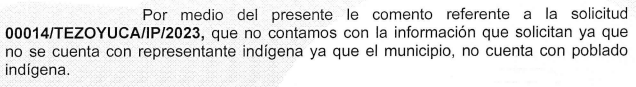 Por medio del presente le comento referente a la solicitud
00014/TEZOYUCA/IP/2023, que no contamos con la información que solicitan ya que
no se cuenta con representante indígena ya que el municipio, no cuenta con poblado
indígena.